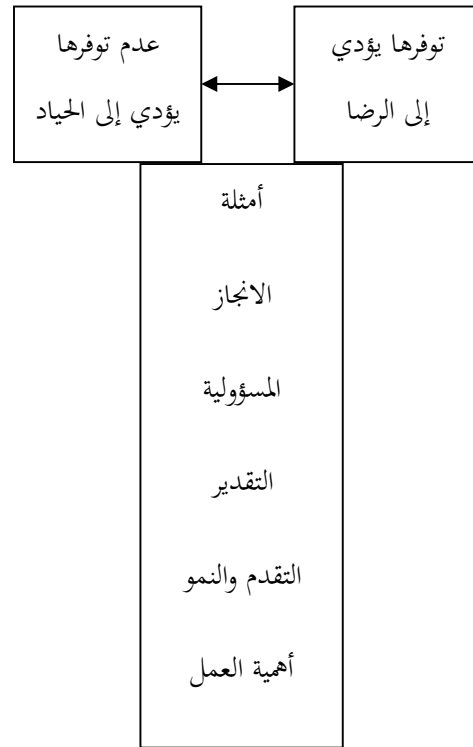 توفرها يؤدي
إلى الرضا
عدم توفرها
يؤدي إلى الحياد
أمثلة
الانجاز
المسؤولية
التقدير
التقدم والنمو
أهمية العمل